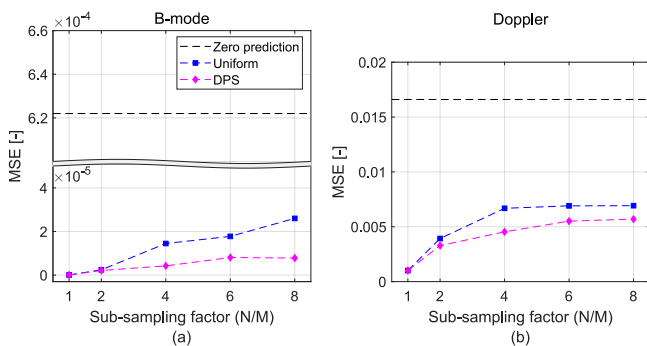 B-mode
×10⁻⁴
6.6
6.4
6.2
×10⁻⁵
4
2
0
MSE [-]
Zero prediction
Uniform
DPS
1 2 4 6 8
Sub-sampling factor (N/M)
(a)
Doppler
0.02
0.015
0.01
0.005
0
MSE [-]
1 2 4 6 8
Sub-sampling factor (N/M)
(b)